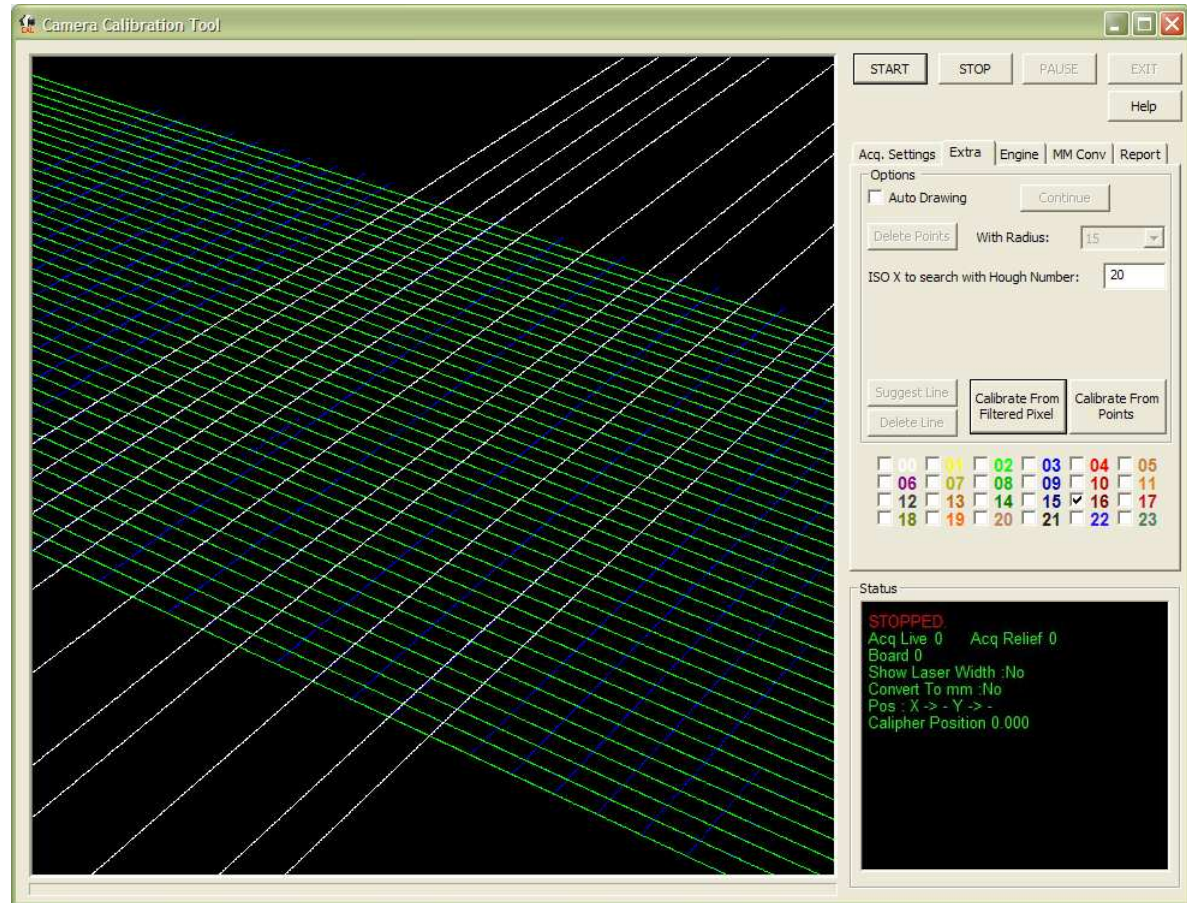 CAL Camera Calibration Tool
START STOP PAUSE EXIT
Help
Acq. Settings Extra Engine MM Conv Report
Options
Auto Drawing Continue
Delete Points With Radius: 15
ISO X to search with Hough Number: 20
Suggest Line
Delete Line
Calibrate From
Filtered Pixel
Calibrate From
Points
00 01 02 03 04 05
06 07 08 09 10 11
12 13 14 15 16 17
18 19 20 21 22 23
Status
STOPPED.
Acq Live 0 Acq Relief 0
Board 0
Show Laser Width :No
Convert To mm :No
Pos : X -> - Y -> -
Calipher Position 0.000